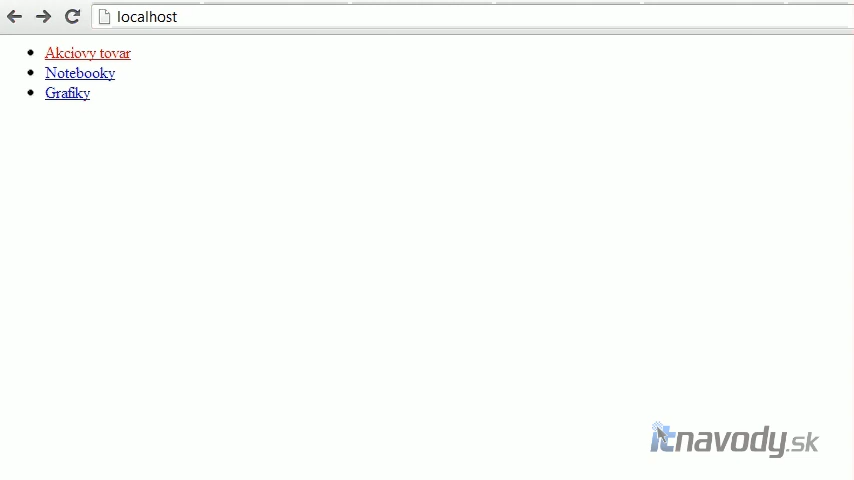 localhost
Akciovy tovar
Notebooky
Grafiky
itnavody.sk